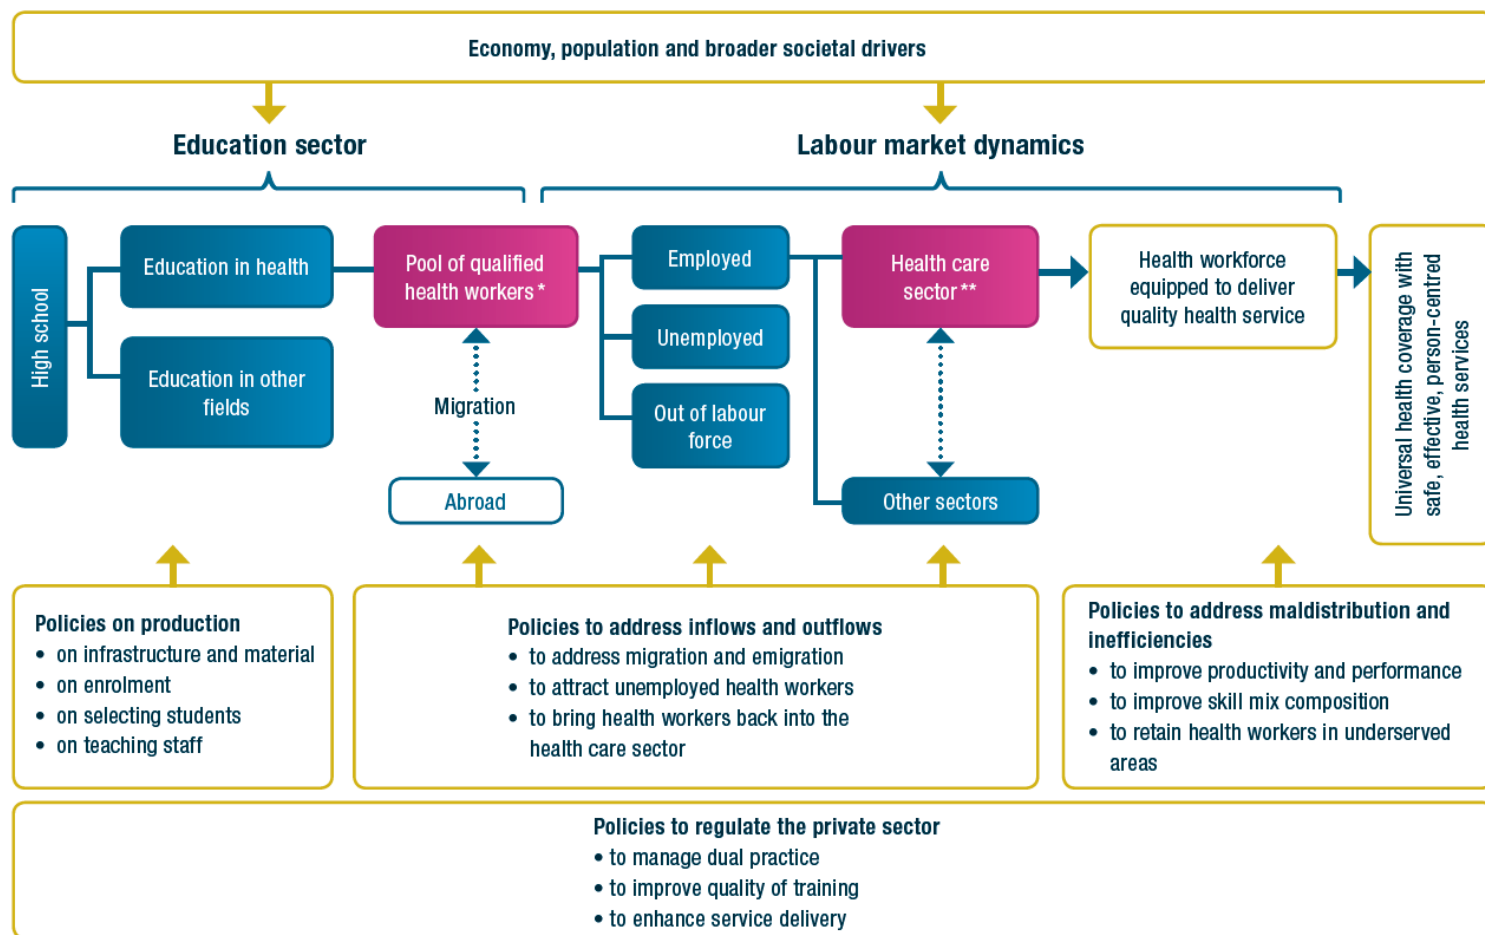 Economy, population and broader societal drivers
Education sector
Labour market dynamics
High school
Education in health
Education in other
fields
Pool of qualified
health workers *
Migration
Abroad
Employed
Unemployed
Out of labour
force
Health care
sector **
Other sectors
Health workforce
equipped to deliver
quality health service
Universal health coverage with
safe, effective, person-centred
health services
Policies on production
• on infrastructure and material
• on enrolment
• on selecting students
• on teaching staff
Policies to address inflows and outflows
• to address migration and emigration
• to attract unemployed health workers
• to bring health workers back into the
health care sector
Policies to address maldistribution and
inefficiencies
• to improve productivity and performance
• to improve skill mix composition
• to retain health workers in underserved
areas
Policies to regulate the private sector
• to manage dual practice
• to improve quality of training
• to enhance service delivery